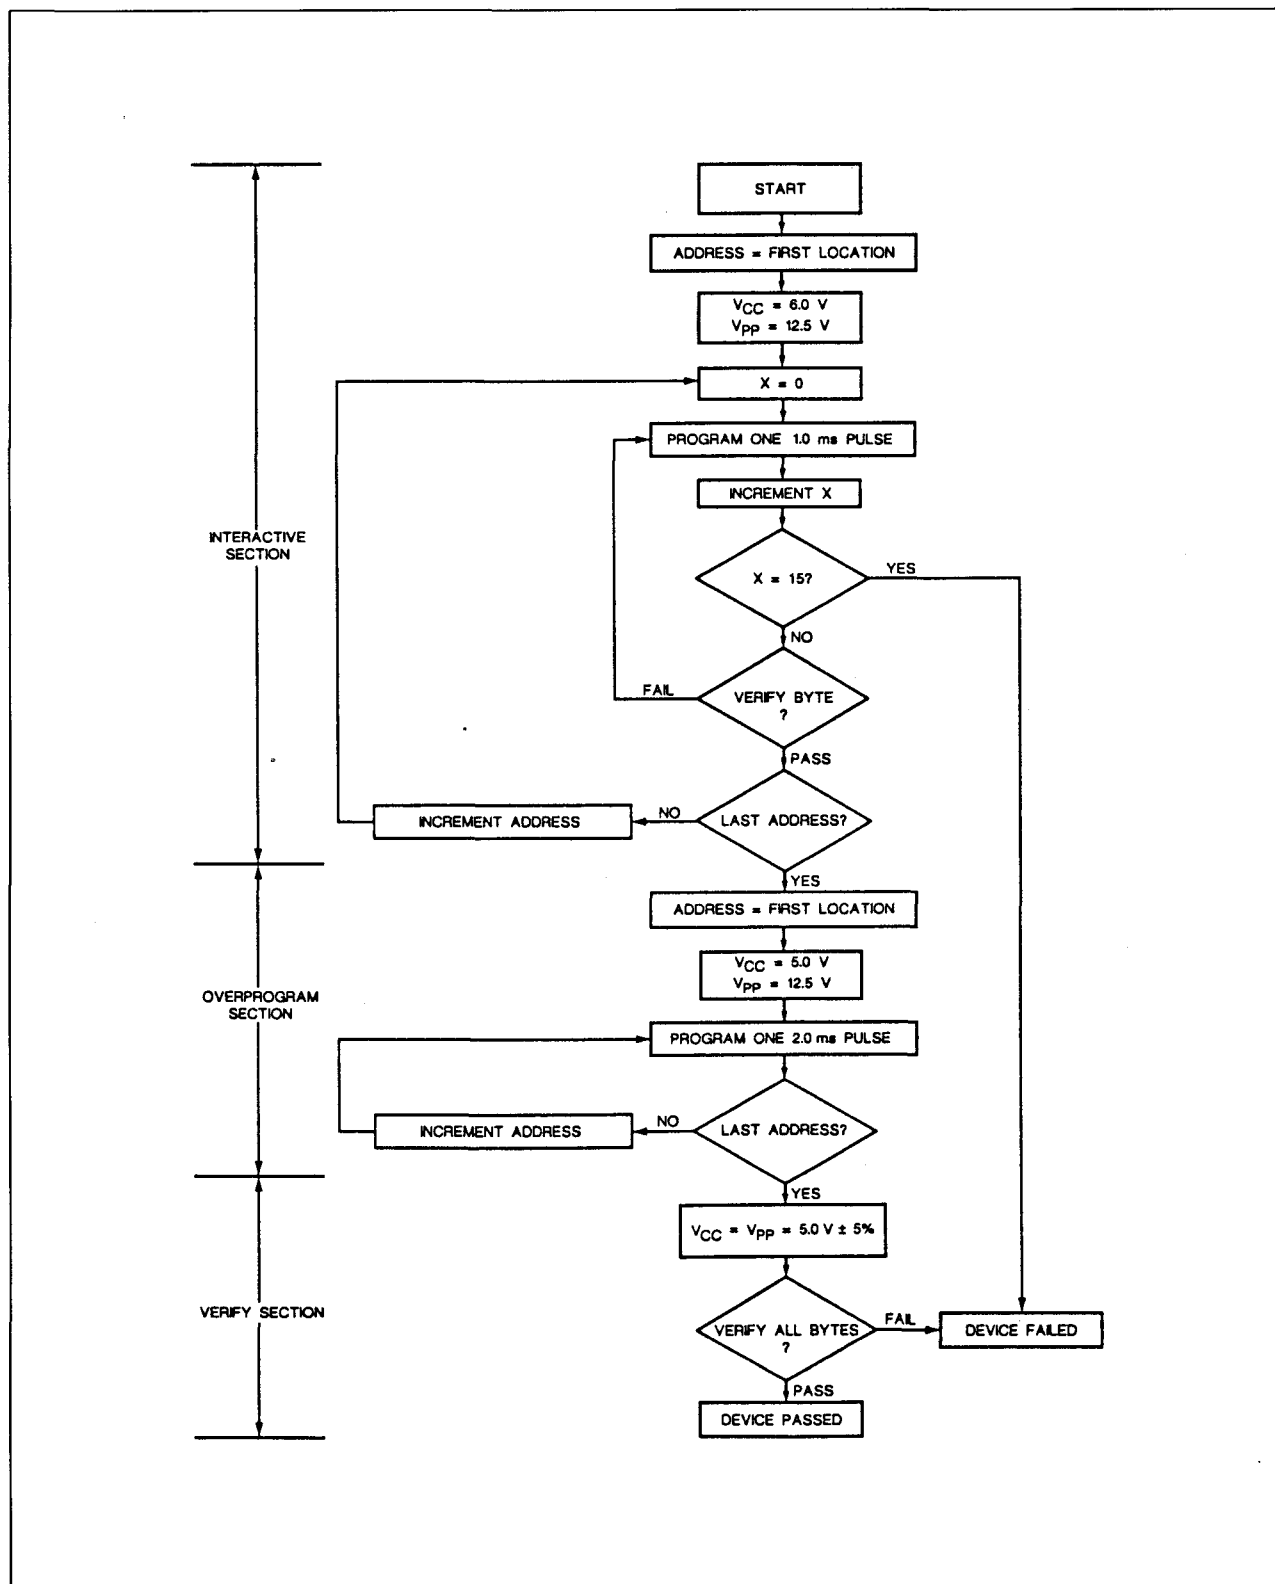 START
ADDRESS = FIRST LOCATION
VCC = 6.0 V
VPP = 12.5 V
X = 0
PROGRAM ONE 1.0 ms PULSE
INCREMENT X
INTERACTIVE
SECTION
X = 15?
YES
NO
FAIL
VERIFY BYTE
?
PASS
INCREMENT ADDRESS
NO
LAST ADDRESS?
YES
ADDRESS = FIRST LOCATION
VCC = 5.0 V
VPP = 12.5 V
OVERPROGRAM
SECTION
PROGRAM ONE 2.0 ms PULSE
INCREMENT ADDRESS
NO
LAST ADDRESS?
YES
VCC = VPP = 5.0 V ± 5%
VERIFY SECTION
VERIFY ALL BYTES
?
FAIL
DEVICE FAILED
PASS
DEVICE PASSED